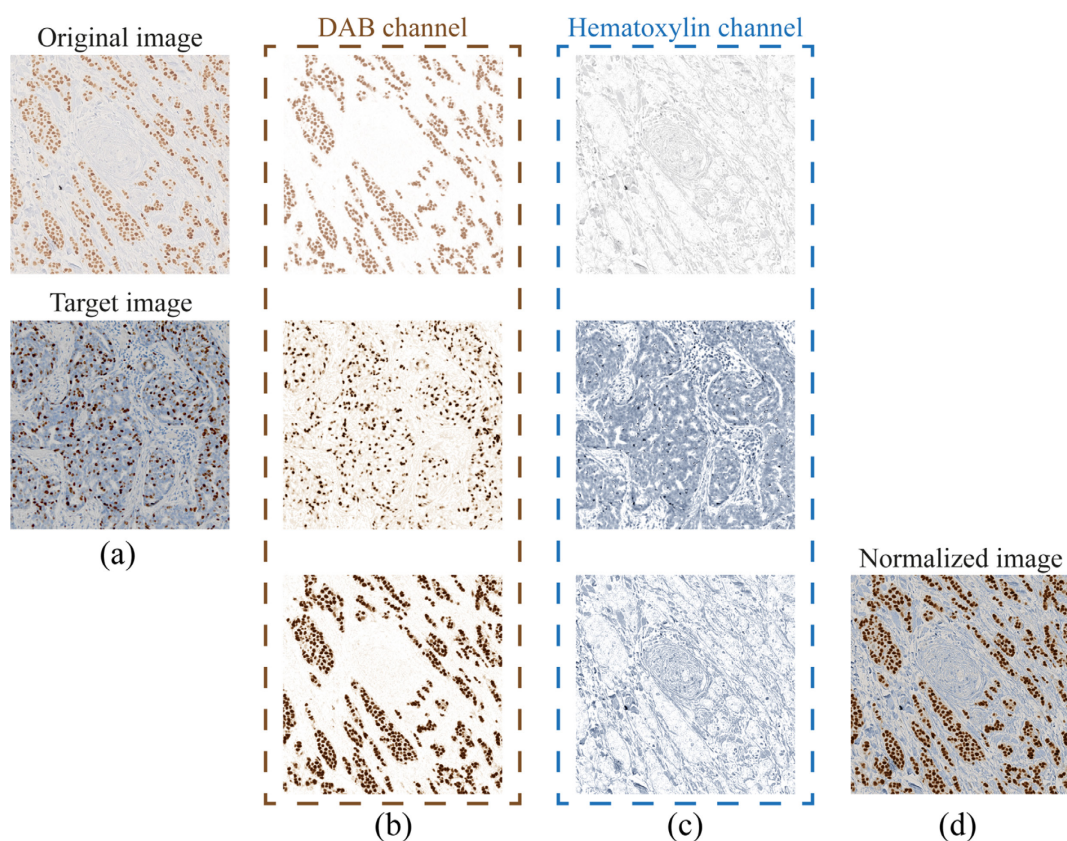 DAB channel
Hematoxylin channel
Original image
Target image
(a)
Normalized image
(b)
(c)
(d)